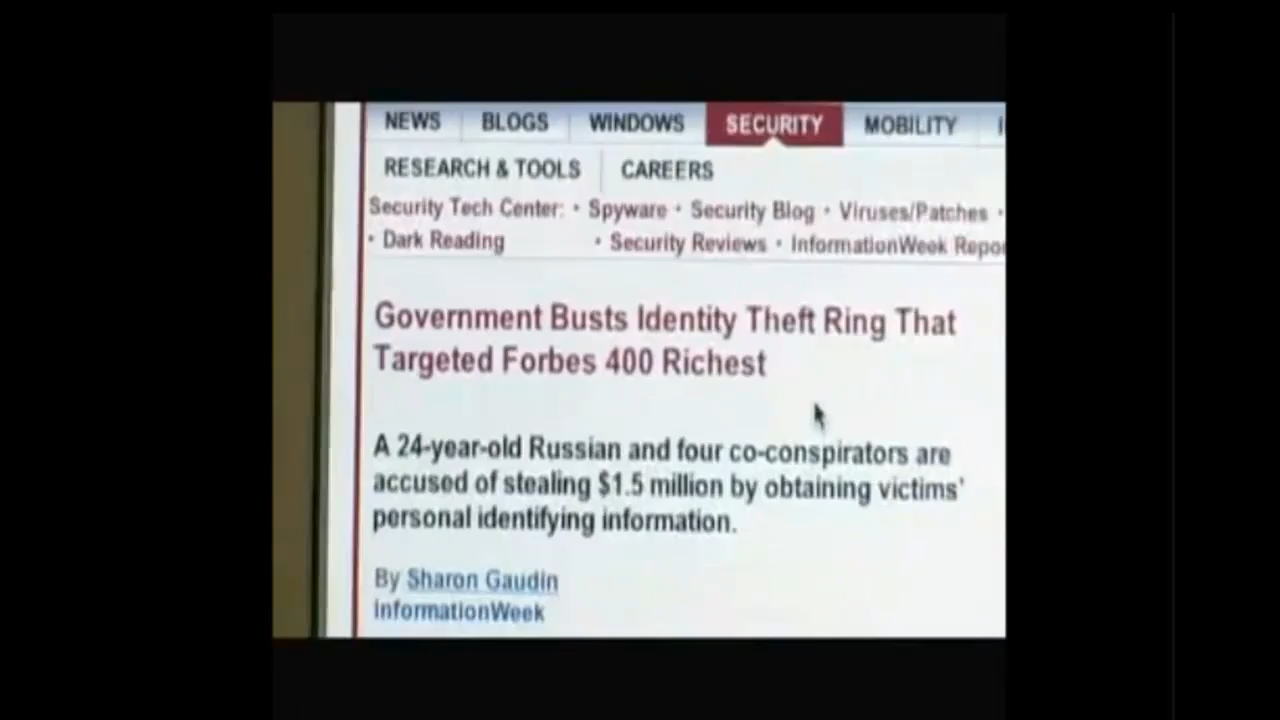 NEWS BLOGS WINDOWS SECURITY MOBILITY
RESEARCH & TOOLS CAREERS
Security Tech Center: • Spyware • Security Blog • Viruses/Patches •
• Dark Reading • Security Reviews • InformationWeek Repo
Government Busts Identity Theft Ring That
Targeted Forbes 400 Richest
A 24-year-old Russian and four co-conspirators are
accused of stealing $1.5 million by obtaining victims'
personal identifying information.
By Sharon Gaudin
InformationWeek